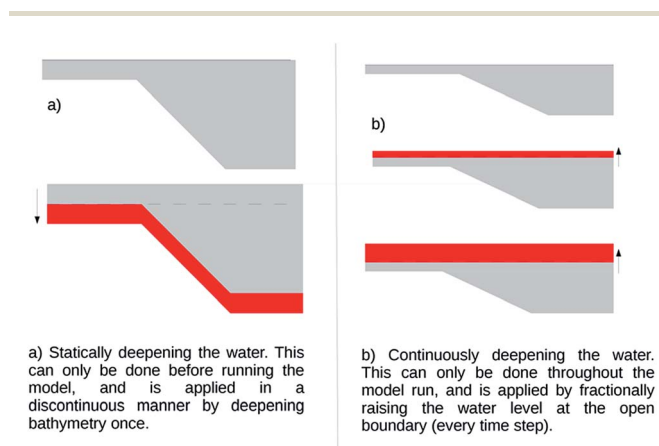 a)
b)
a) Statically deepening the water. This
can only be done before running the
model, and is applied in a
discontinous manner by deepening
bathymetry once.
b) Continously deepening the water.
This can only be done throughout the
model run, and is applied by fractionally
raising the water level at the open
boundary (every time step).